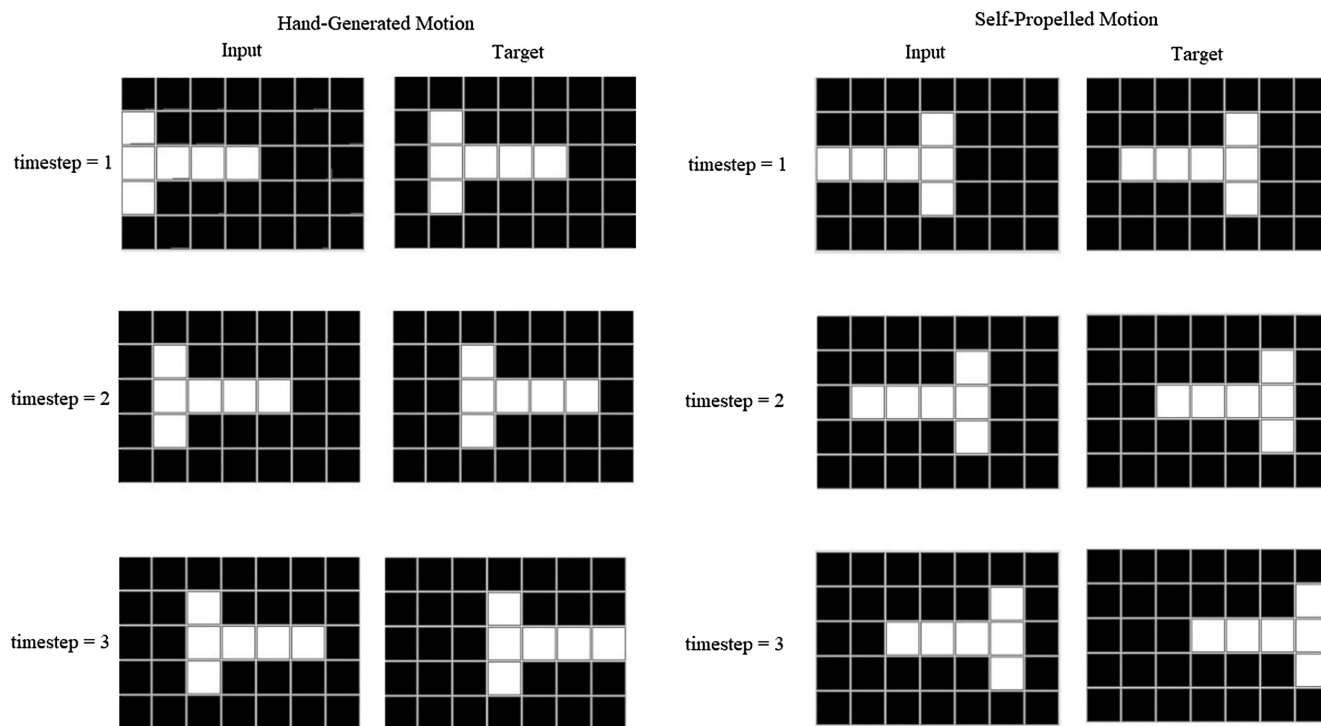 Hand-Generated Motion
Input
Target
timestep = 1
timestep = 2
timestep = 3
Self-Propelled Motion
Input
Target
timestep = 1
timestep = 2
timestep = 3